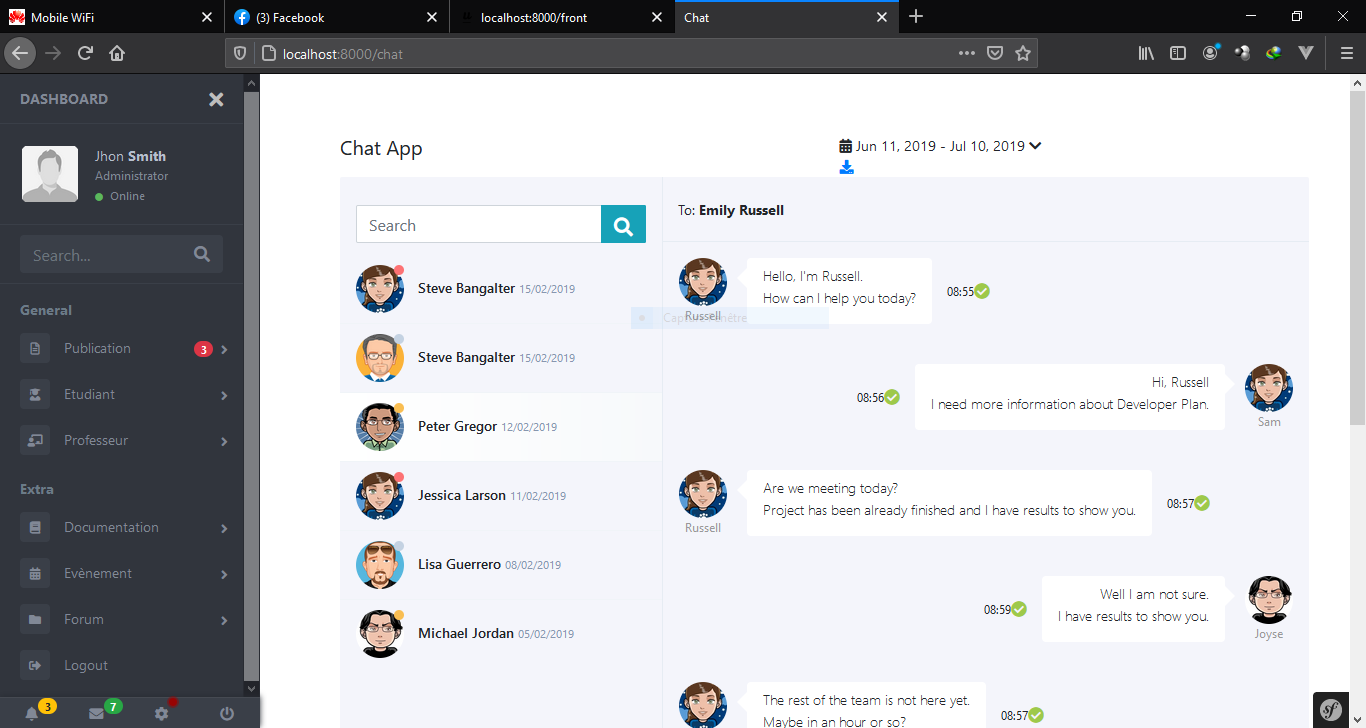 Mobile WiFi
(3) Facebook
localhost:8000/front
Chat
localhost:8000/chat
DASHBOARD
Jhon Smith
Administrator
Online
Search...
General
Publication 3
Etudiant
Professeur
Extra
Documentation
Evènement
Forum
Logout
3
7
Chat App
Jun 11, 2019 - Jul 10, 2019
Search
Steve Bangalter 15/02/2019
Steve Bangalter 15/02/2019
Peter Gregor 12/02/2019
Jessica Larson 11/02/2019
Lisa Guerrero 08/02/2019
Michael Jordan 05/02/2019
To: Emily Russell
Hello, I'm Russell.
How can I help you today?
08:55
Russell
Hi, Russell
I need more information about Developer Plan.
08:56
Sam
Are we meeting today?
Project has been already finished and I have results to show you.
08:57
Russell
Well I am not sure.
I have results to show you.
08:59
Joyse
The rest of the team is not here yet.
Maybe in an hour or so?
08:57